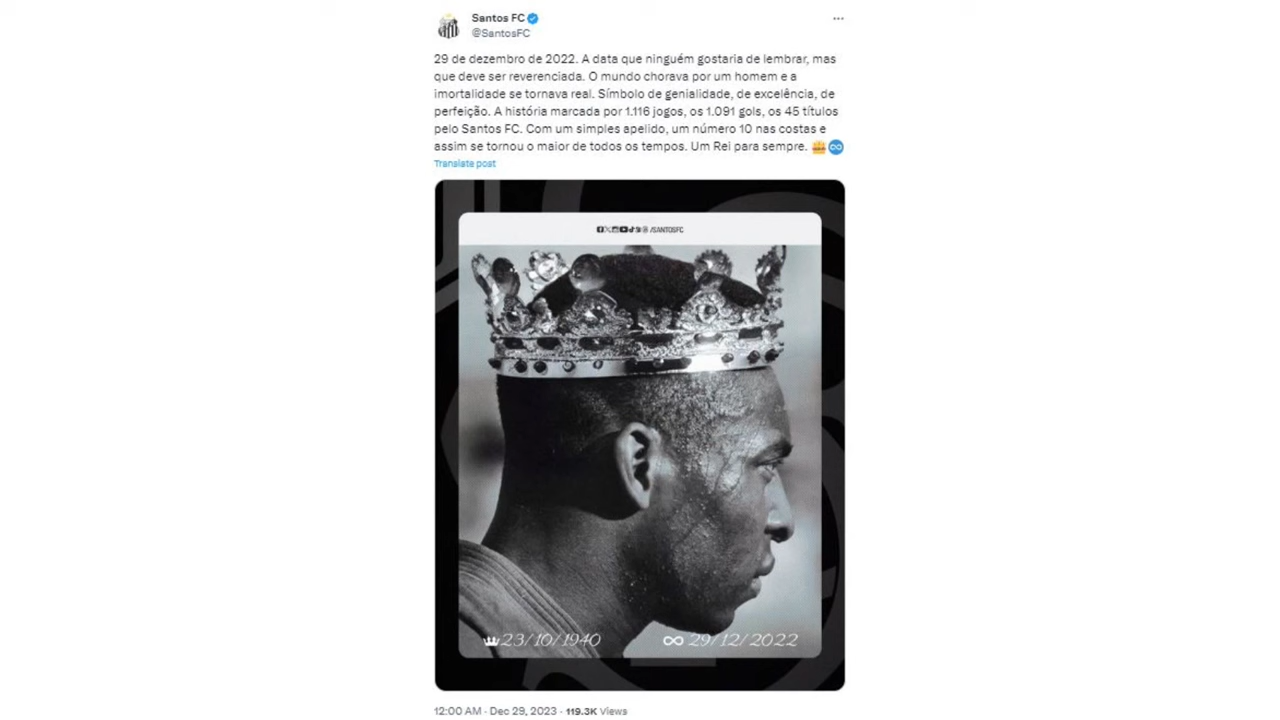 Santos FC
@SantosFC
29 de dezembro de 2022. A data que ninguém gostaria de lembrar, mas
que deve ser reverenciada. O mundo chorava por um homem e a
imortalidade se tornava real. Símbolo de genialidade, de excelência, de
perfeição. A história marcada por 1.116 jogos, os 1.091 gols, os 45 títulos
pelo Santos FC. Com um simples apelido, um número 10 nas costas e
assim se tornou o maior de todos os tempos. Um Rei para sempre. 👑♾️
Translate post
/SANTOSFC
23/10/1940
∞ 29/12/2022
12:00 AM · Dec 29, 2023 · 119.3K Views